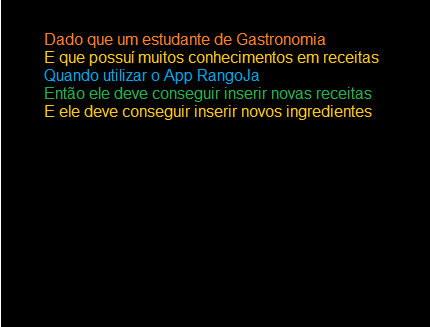 Dado que um estudante de Gastronomia
E que possuí muitos conhecimentos em receitas
Quando utilizar o App RangoJa
Então ele deve conseguir inserir novas receitas
E ele deve conseguir inserir novos ingredientes